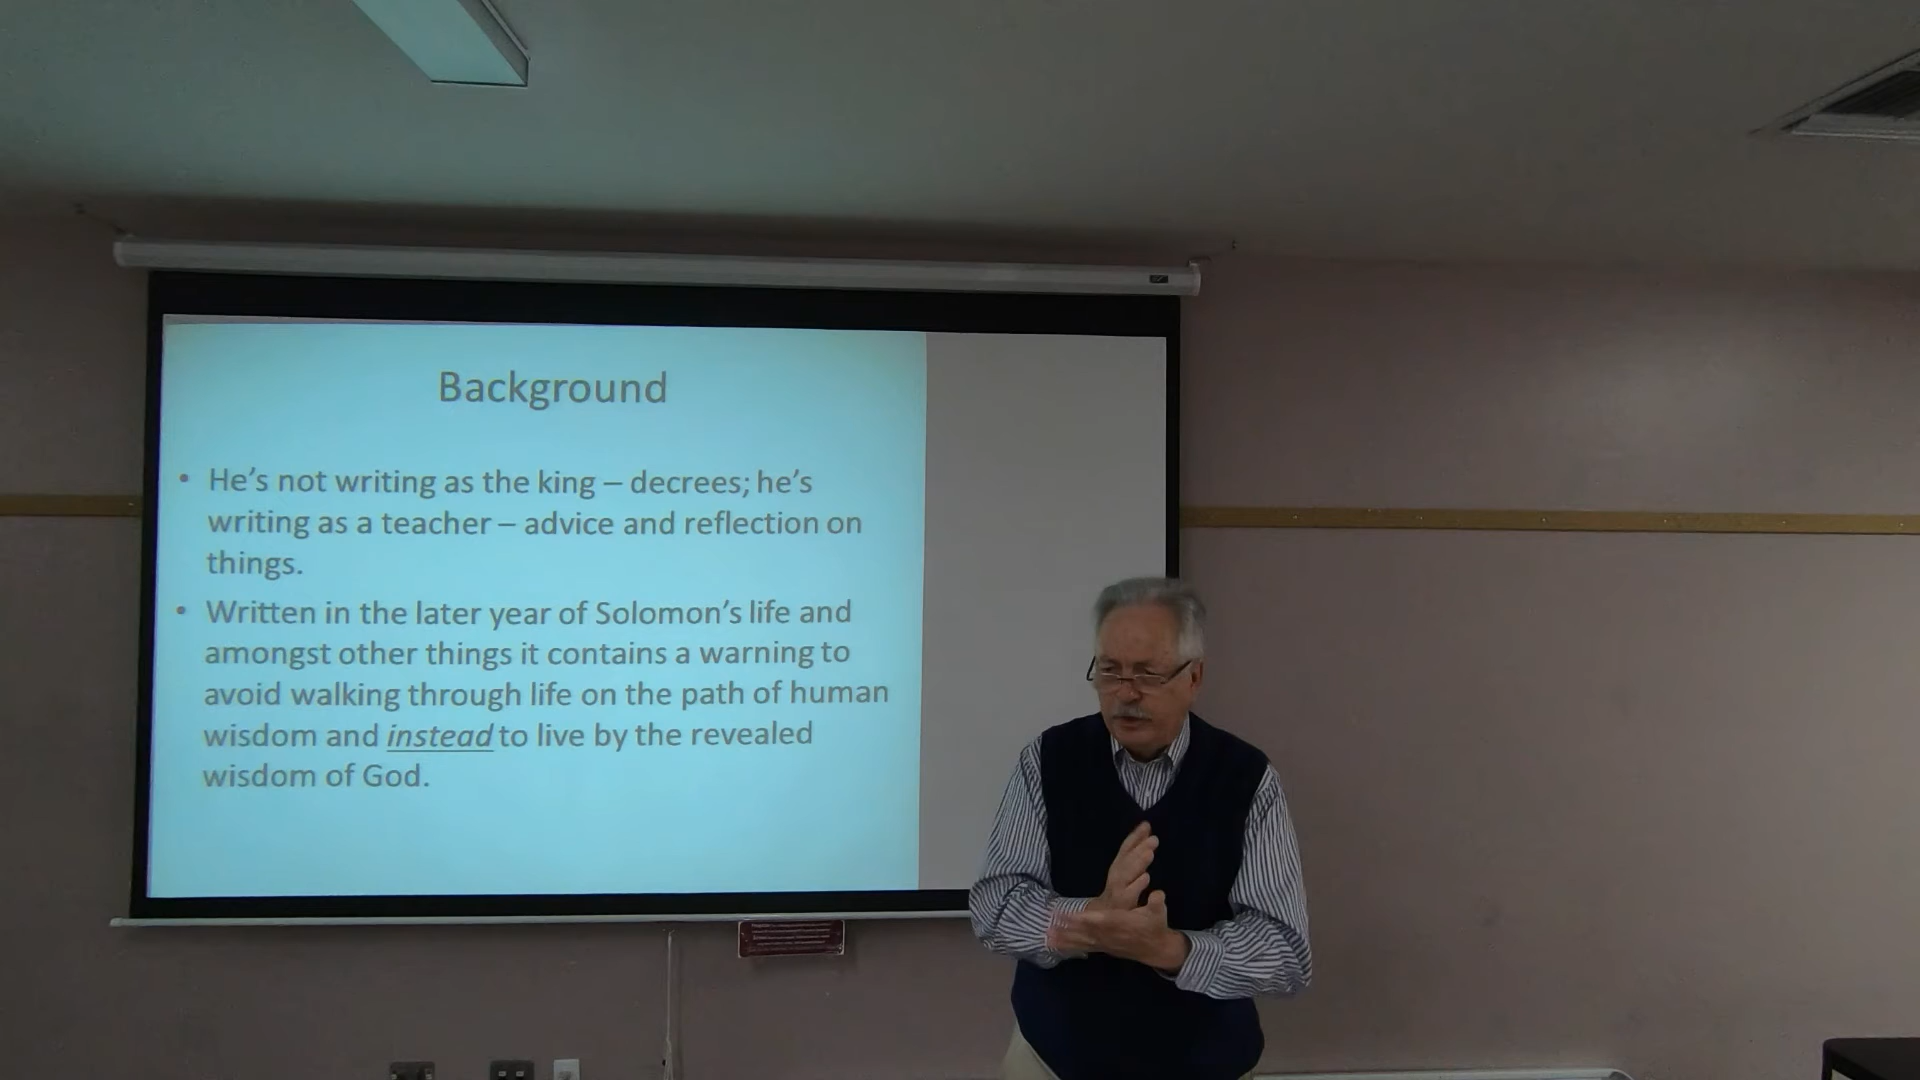 Background
• He's not writing as the king – decrees; he's
writing as a teacher – advice and reflection on
things.
• Written in the later year of Solomon's life and
amongst other things it contains a warning to
avoid walking through life on the path of human
wisdom and instead to live by the revealed
wisdom of God.